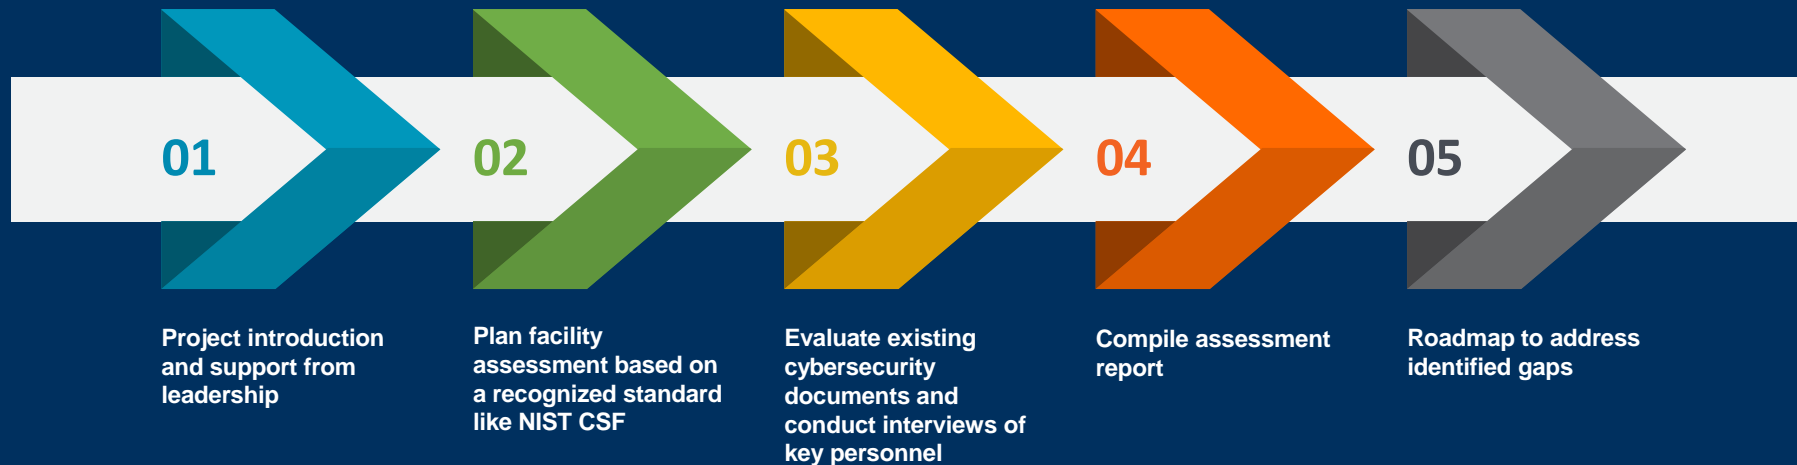 01
Project introduction
and support from
leadership
02
Plan facility
assessment based on
a recognized standard
like NIST CSF
03
Evaluate existing
cybersecurity
documents and
conduct interviews of
key personnel
04
Compile assessment
report
05
Roadmap to address
identified gaps